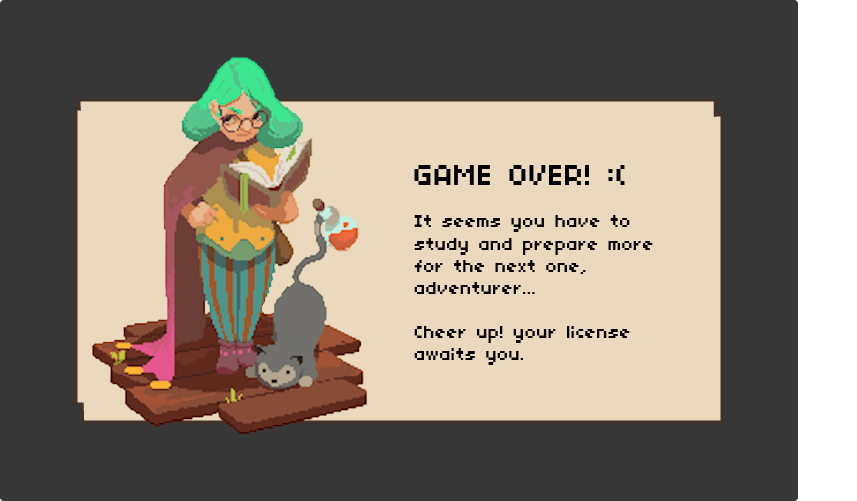 GAME OVER! :(
It seems you have to
study and prepare more
for the next one,
adventurer...
Cheer up! your license
awaits you.